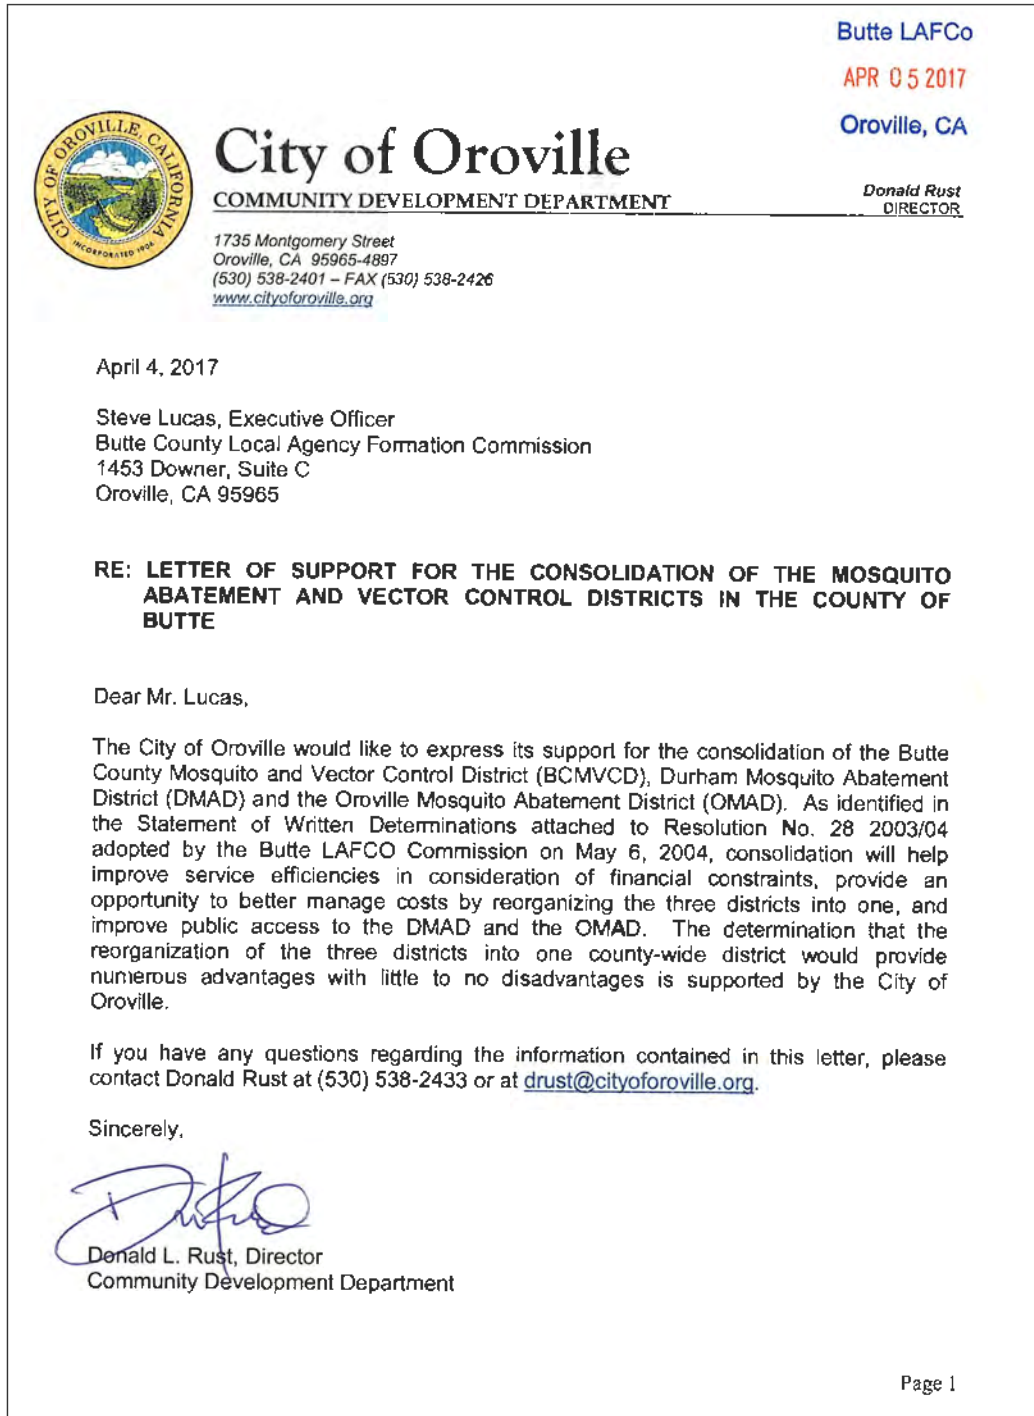 Butte LAFCo
APR 05 2017
Oroville, CA
CITY OF OROVILLE, CALIFORNIA
INCORPORATED 1906
City of Oroville
COMMUNITY DEVELOPMENT DEPARTMENT
Donald Rust
DIRECTOR
1735 Montgomery Street
Oroville, CA 95965-4897
(530) 538-2401 – FAX (530) 538-2426
www.cityoforoville.org
April 4, 2017
Steve Lucas, Executive Officer
Butte County Local Agency Formation Commission
1453 Downer, Suite C
Oroville, CA 95965
RE: LETTER OF SUPPORT FOR THE CONSOLIDATION OF THE MOSQUITO
ABATEMENT AND VECTOR CONTROL DISTRICTS IN THE COUNTY OF
BUTTE
Dear Mr. Lucas,
The City of Oroville would like to express its support for the consolidation of the Butte
County Mosquito and Vector Control District (BCMVCD), Durham Mosquito Abatement
District (DMAD) and the Oroville Mosquito Abatement District (OMAD). As identified in
the Statement of Written Determinations attached to Resolution No. 28 2003/04
adopted by the Butte LAFCO Commission on May 6, 2004, consolidation will help
improve service efficiencies in consideration of financial constraints, provide an
opportunity to better manage costs by reorganizing the three districts into one, and
improve public access to the DMAD and the OMAD. The determination that the
reorganization of the three districts into one county-wide district would provide
numerous advantages with little to no disadvantages is supported by the City of
Oroville.
If you have any questions regarding the information contained in this letter, please
contact Donald Rust at (530) 538-2433 or at drust@cityoforoville.org.
Sincerely,
Donald L. Rust, Director
Community Development Department
Page 1